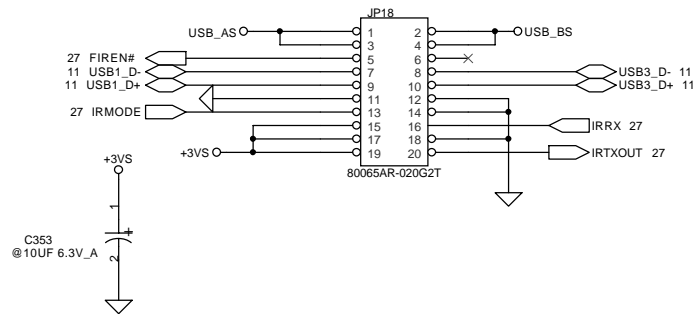 JP18
USB_AS 1 2 USB_BS
3 4
27 FIREN# 5 6
11 USB1_D- 7 8 USB3_D- 11
11 USB1_D+ 9 10 USB3_D+ 11
11 12
27 IRMODE 13 14
15 16 IRRX 27
17 18
+3VS 19 20 IRTXOUT 27
80065AR-020G2T
+3VS
1
+
C353
@10UF 6.3V_A
2